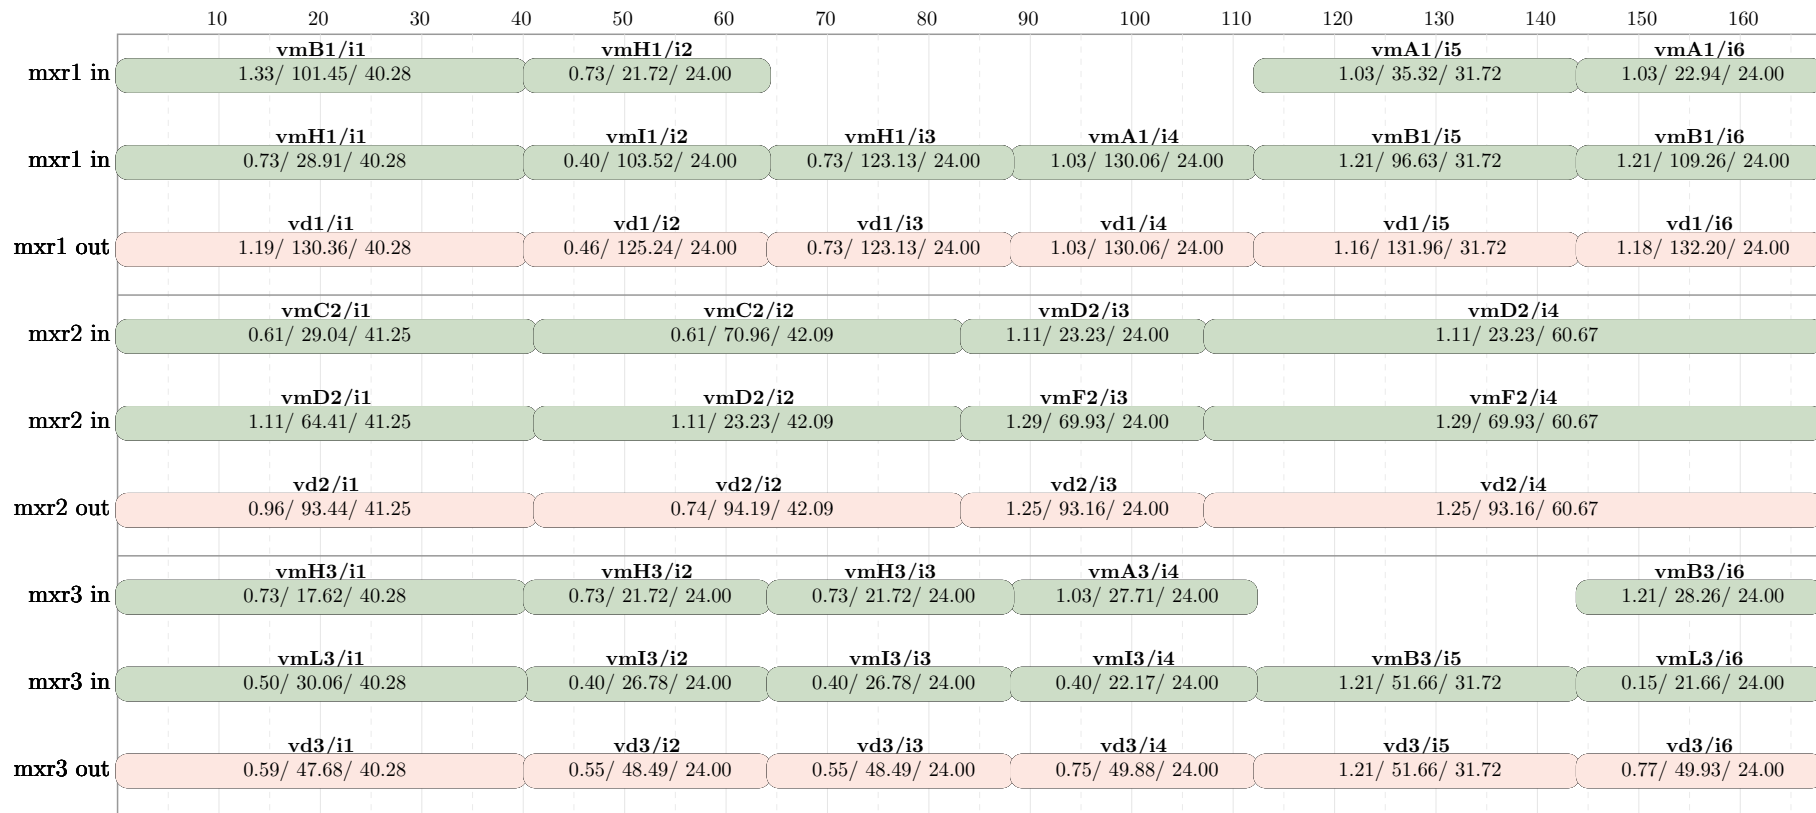 10 20 30 40 50 60 70 80 90 100 110 120 130 140 150 160
vmB1/i1 vmH1/i2 vmA1/i5 vmA1/i6
mxr1 in 1.33/ 101.45/ 40.28 0.73/ 21.72/ 24.00 1.03/ 35.32/ 31.72 1.03/ 22.94/ 24.00
vmH1/i1 vmI1/i2 vmH1/i3 vmA1/i4 vmB1/i5 vmB1/i6
mxr1 in 0.73/ 28.91/ 40.28 0.40/ 103.52/ 24.00 0.73/ 123.13/ 24.00 1.03/ 130.06/ 24.00 1.21/ 96.63/ 31.72 1.21/ 109.26/ 24.00
vd1/i1 vd1/i2 vd1/i3 vd1/i4 vd1/i5 vd1/i6
mxr1 out 1.19/ 130.36/ 40.28 0.46/ 125.24/ 24.00 0.73/ 123.13/ 24.00 1.03/ 130.06/ 24.00 1.16/ 131.96/ 31.72 1.18/ 132.20/ 24.00
vmC2/i1 vmC2/i2 vmD2/i3 vmD2/i4
mxr2 in 0.61/ 29.04/ 41.25 0.61/ 70.96/ 42.09 1.11/ 23.23/ 24.00 1.11/ 23.23/ 60.67
vmD2/i1 vmD2/i2 vmF2/i3 vmF2/i4
mxr2 in 1.11/ 64.41/ 41.25 1.11/ 23.23/ 42.09 1.29/ 69.93/ 24.00 1.29/ 69.93/ 60.67
vd2/i1 vd2/i2 vd2/i3 vd2/i4
mxr2 out 0.96/ 93.44/ 41.25 0.74/ 94.19/ 42.09 1.25/ 93.16/ 24.00 1.25/ 93.16/ 60.67
vmH3/i1 vmH3/i2 vmH3/i3 vmA3/i4 vmB3/i6
mxr3 in 0.73/ 17.62/ 40.28 0.73/ 21.72/ 24.00 0.73/ 21.72/ 24.00 1.03/ 27.71/ 24.00 1.21/ 28.26/ 24.00
vmL3/i1 vmI3/i2 vmI3/i3 vmI3/i4 vmB3/i5 vmL3/i6
mxr3 in 0.50/ 30.06/ 40.28 0.40/ 26.78/ 24.00 0.40/ 26.78/ 24.00 0.40/ 22.17/ 24.00 1.21/ 51.66/ 31.72 0.15/ 21.66/ 24.00
vd3/i1 vd3/i2 vd3/i3 vd3/i4 vd3/i5 vd3/i6
mxr3 out 0.59/ 47.68/ 40.28 0.55/ 48.49/ 24.00 0.55/ 48.49/ 24.00 0.75/ 49.88/ 24.00 1.21/ 51.66/ 31.72 0.77/ 49.93/ 24.00